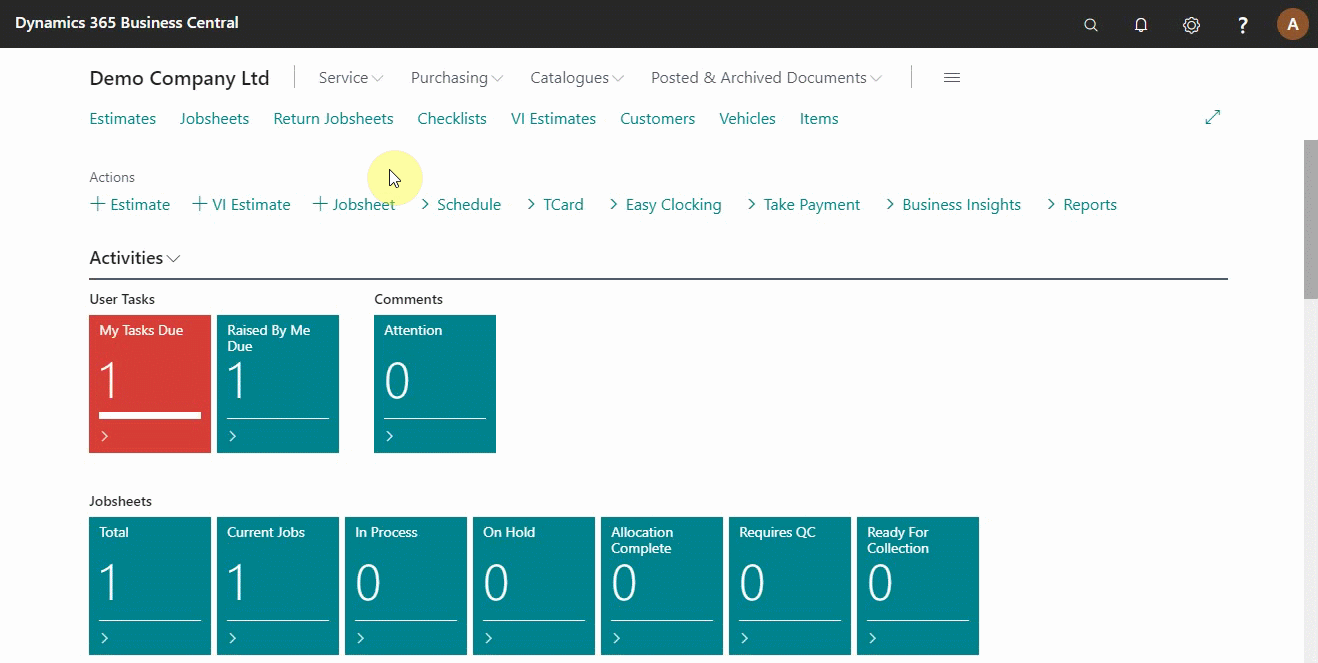 Dynamics 365 Business Central
? A
Demo Company Ltd Service Purchasing Catalogues Posted & Archived Documents
Estimates Jobsheets Return Jobsheets Checklists VI Estimates Customers Vehicles Items
Actions
+ Estimate + VI Estimate + Jobsheet > Schedule > TCard > Easy Clocking > Take Payment > Business Insights > Reports
Activities
User Tasks Comments
My Tasks Due
1
Raised By Me
Due
1
Attention
0
Jobsheets
Total
1
Current Jobs
1
In Process
0
On Hold
0
Allocation
Complete
0
Requires QC
0
Ready For
Collection
0